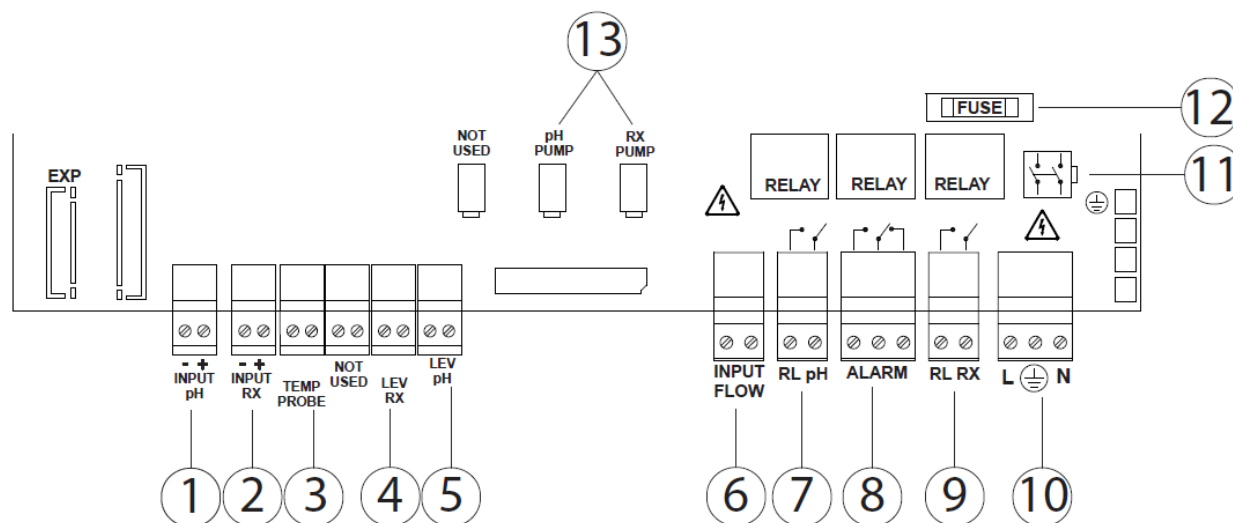 13
FUSE
12
NOT
USED
pH
PUMP
RX
PUMP
EXP
RELAY
RELAY
RELAY
11
- +
INPUT
pH
- +
INPUT
RX
TEMP
PROBE
NOT
USED
LEV
RX
LEV
pH
INPUT
FLOW
RL pH
ALARM
RL RX
L N
1
2
3
4
5
6
7
8
9
10